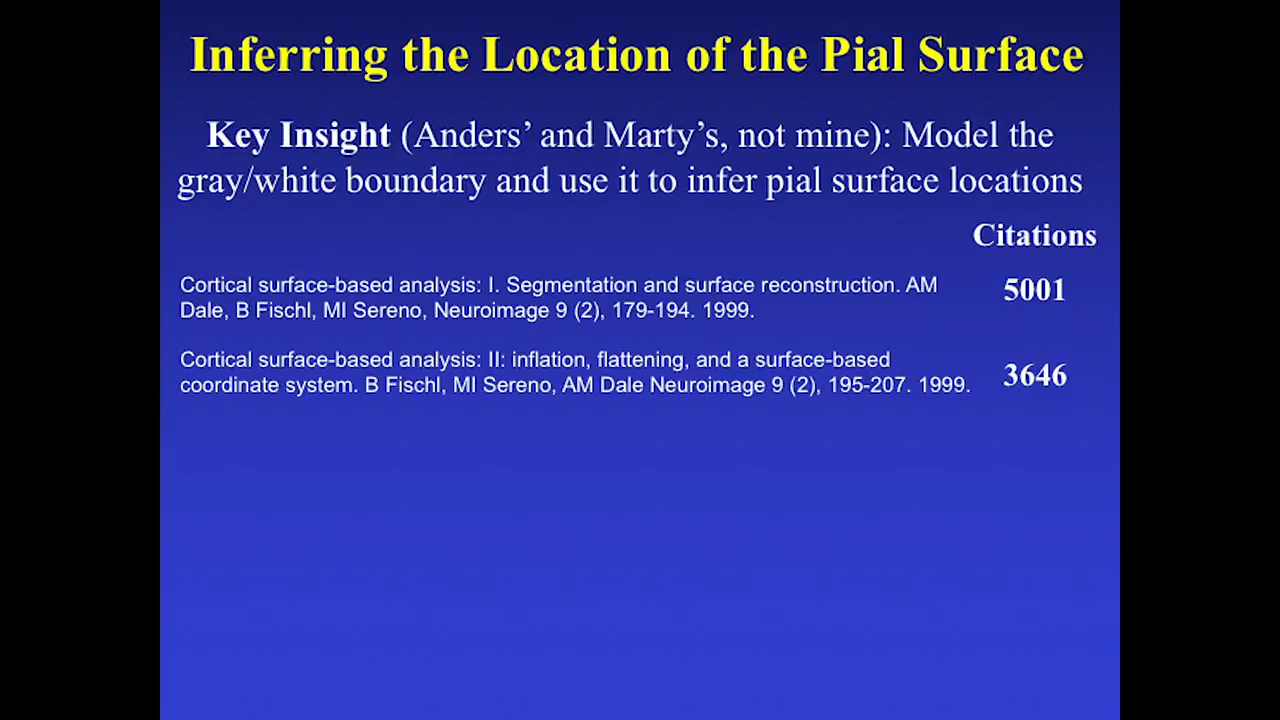 Inferring the Location of the Pial Surface
Key Insight (Anders’ and Marty’s, not mine): Model the
gray/white boundary and use it to infer pial surface locations
Citations
Cortical surface-based analysis: I. Segmentation and surface reconstruction. AM
Dale, B Fischl, MI Sereno, Neuroimage 9 (2), 179-194. 1999.
5001
Cortical surface-based analysis: II: inflation, flattening, and a surface-based
coordinate system. B Fischl, MI Sereno, AM Dale Neuroimage 9 (2), 195-207. 1999.
3646